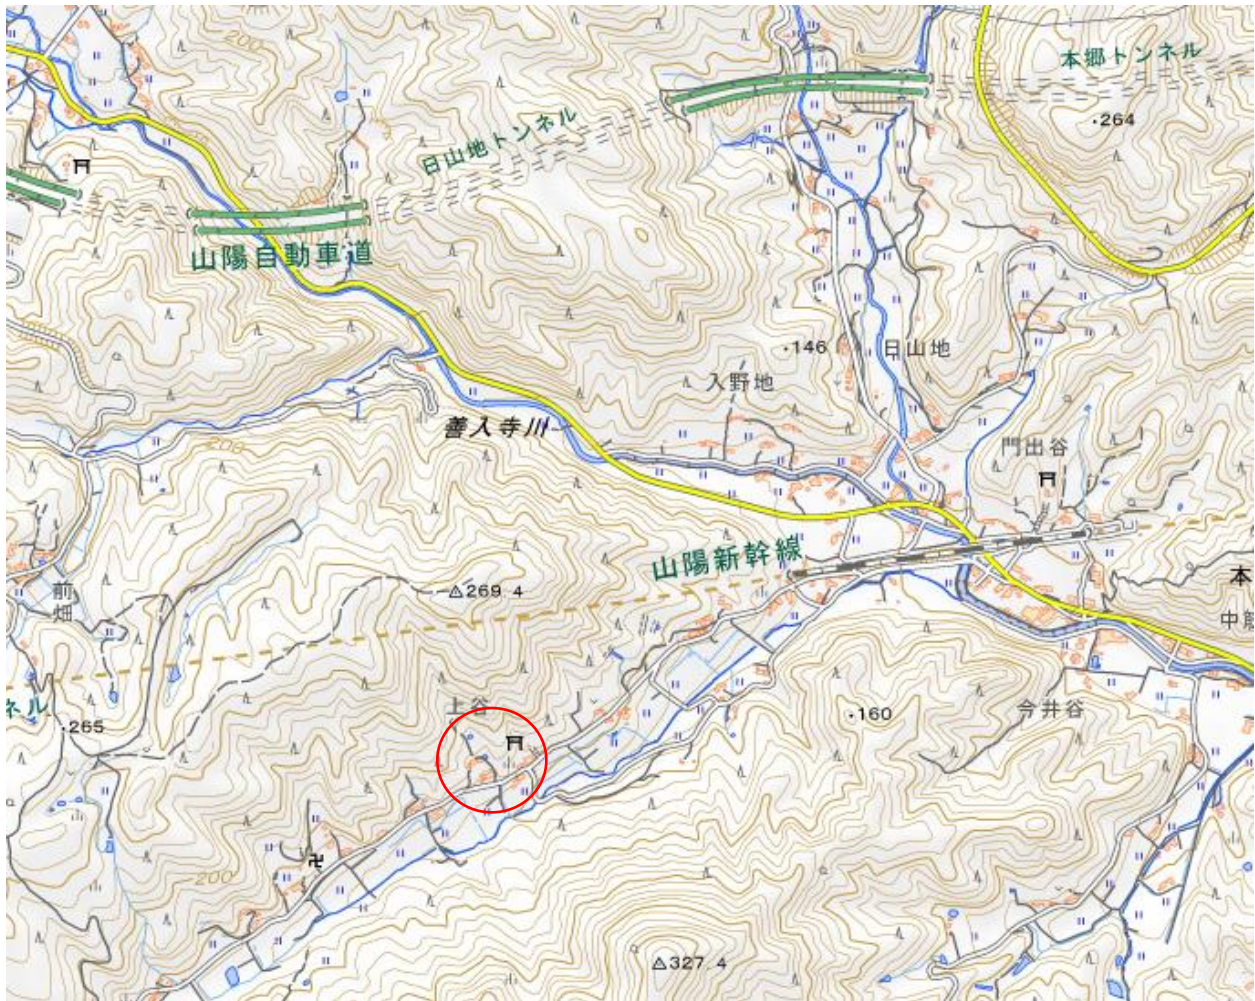 200
本郷トンネル
264
日山地トンネル
山陽自動車道
146
日山地
入野地
善入寺川
200
門出谷
山陽新幹線
本
前畑
269.4
中筋
ネル
上谷
265
160
今井谷
200
327.4